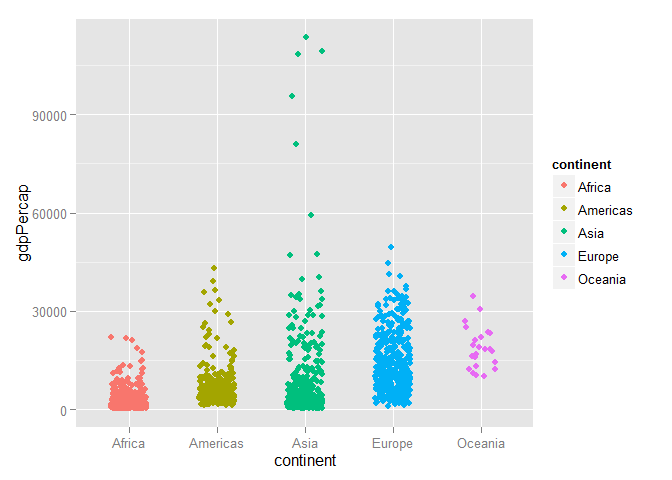 gdpPercap
90000
60000
30000
0
Africa
Americas
Asia
Europe
Oceania
continent
continent
Africa
Americas
Asia
Europe
Oceania